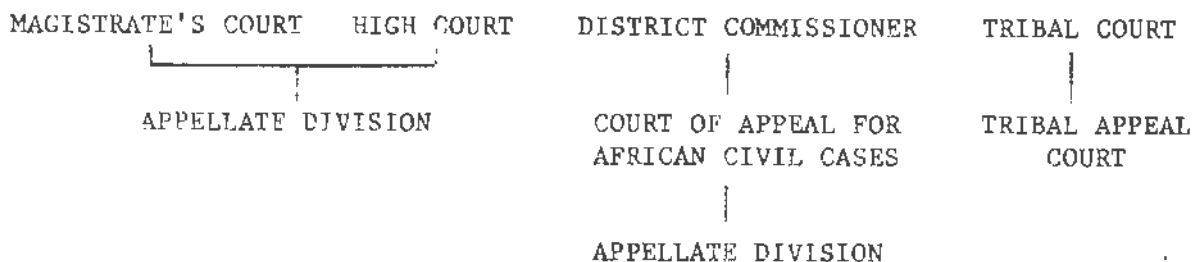 MAGISTRATE'S COURT HIGH COURT DISTRICT COMMISSIONER TRIBAL COURT
APPELLATE DIVISION COURT OF APPEAL FOR TRIBAL APPEAL
AFRICAN CIVIL CASES COURT
APPELLATE DIVISION